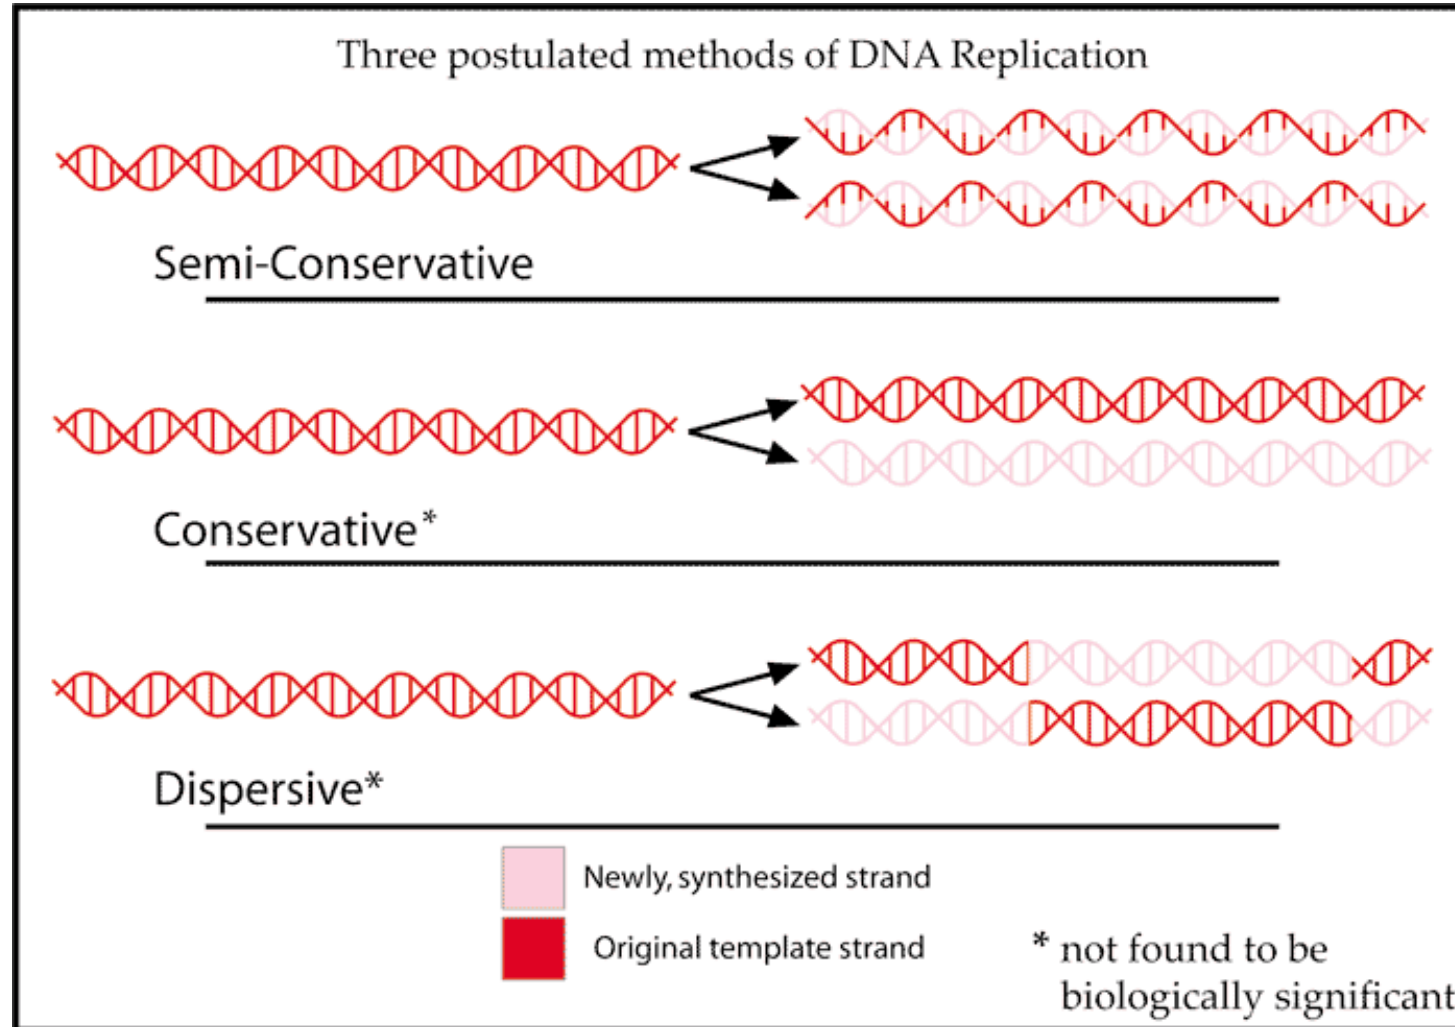 Three postulated methods of DNA Replication
Semi-Conservative
Conservative*
Dispersive*
Newly, synthesized strand
Original template strand
* not found to be
biologically significant